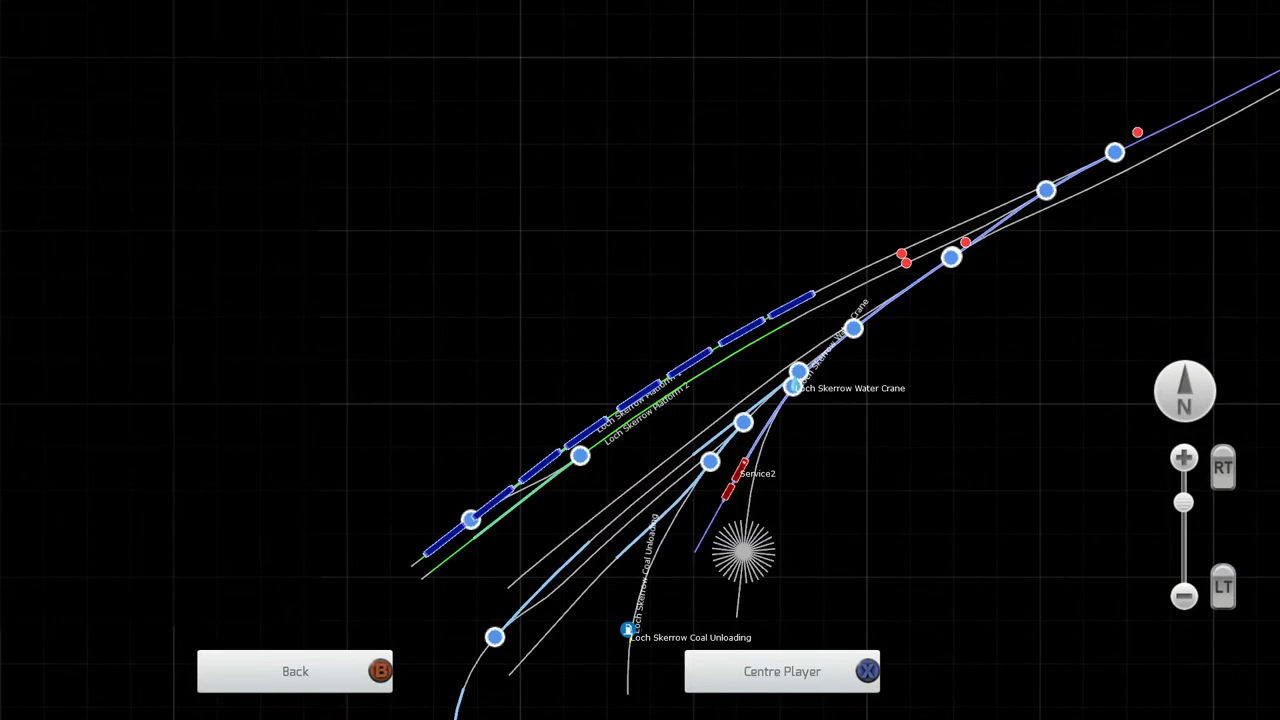 Loch Skerrow Water Crane
Loch Skerrow Water Crane
Loch Skerrow Platform 1
Loch Skerrow Platform 2
Service2
Loch Skerrow Coal Unloading
Loch Skerrow Coal Unloading
N
RT
LT
Back B
Centre Player X